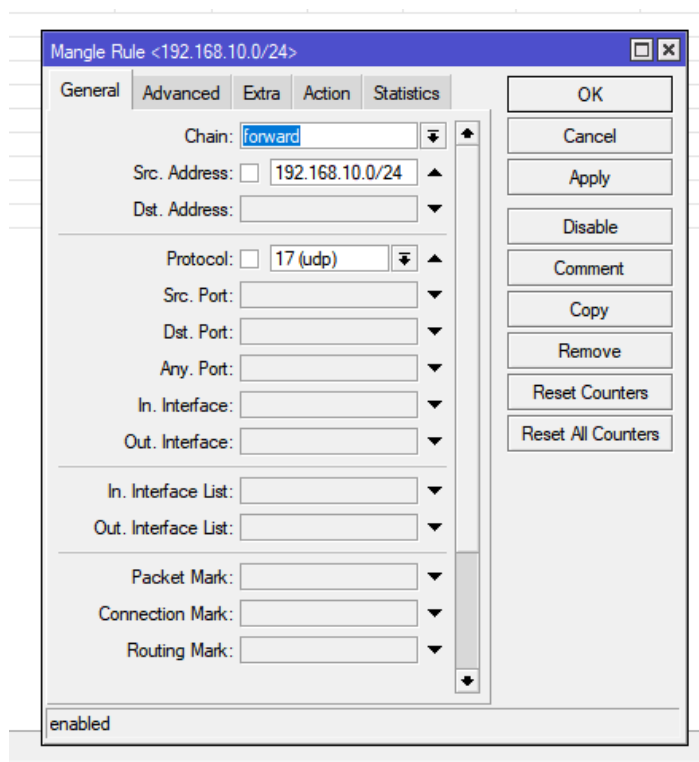 Mangle Rule <192.168.10.0/24>
General Advanced Extra Action Statistics
Chain: forward
Src. Address: 192.168.10.0/24
Dst. Address:
Protocol: 17 (udp)
Src. Port:
Dst. Port:
Any. Port:
In. Interface:
Out. Interface:
In. Interface List:
Out. Interface List:
Packet Mark:
Connection Mark:
Routing Mark:
OK
Cancel
Apply
Disable
Comment
Copy
Remove
Reset Counters
Reset All Counters
enabled